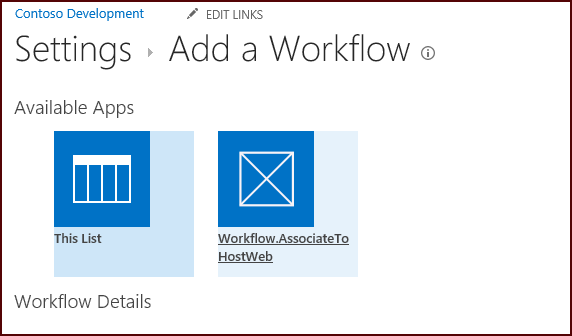 Contoso Development EDIT LINKS
Settings ▸ Add a Workflow
Available Apps
This List
Workflow.AssociateTo
HostWeb
Workflow Details